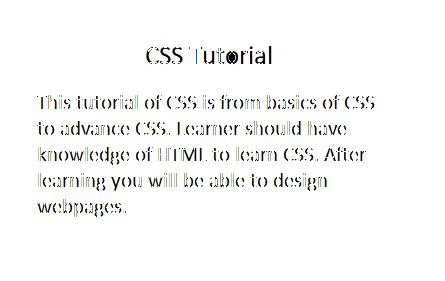 CSS Tutorial
This tutorial of CSS is from basics of CSS
to advance CSS. Learner should have
knowledge of HTML to learn CSS. After
learning you will be able to design
webpages.